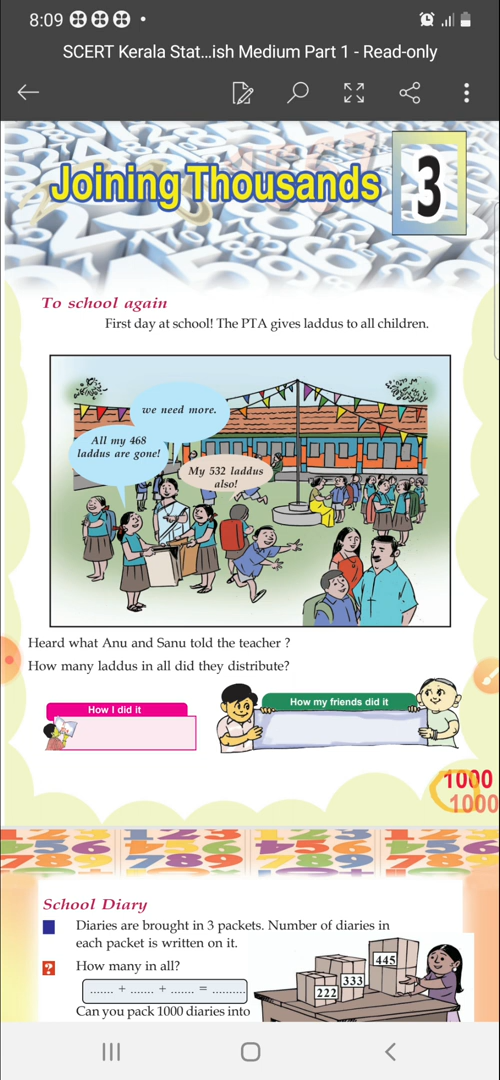 8:09
SCERT Kerala Stat...ish Medium Part 1 - Read-only
Joining Thousands
3
To school again
First day at school! The PTA gives laddus to all children.
we need more.
All my 468
laddus are gone!
My 532 laddus
also!
Heard what Anu and Sanu told the teacher ?
How many laddus in all did they distribute?
How I did it
How my friends did it
1000
1000
School Diary
Diaries are brought in 3 packets. Number of diaries in
each packet is written on it.
? How many in all?
....... + ....... + ....... = ..........
222
333
445
Can you pack 1000 diaries into